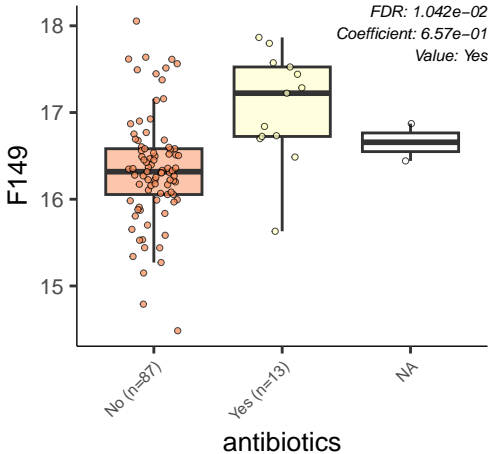 FDR: 1.042e−02
Coefficient: 6.57e−01
Value: Yes
18
17
16
15
F149
No (n=87)
Yes (n=13)
NA
antibiotics